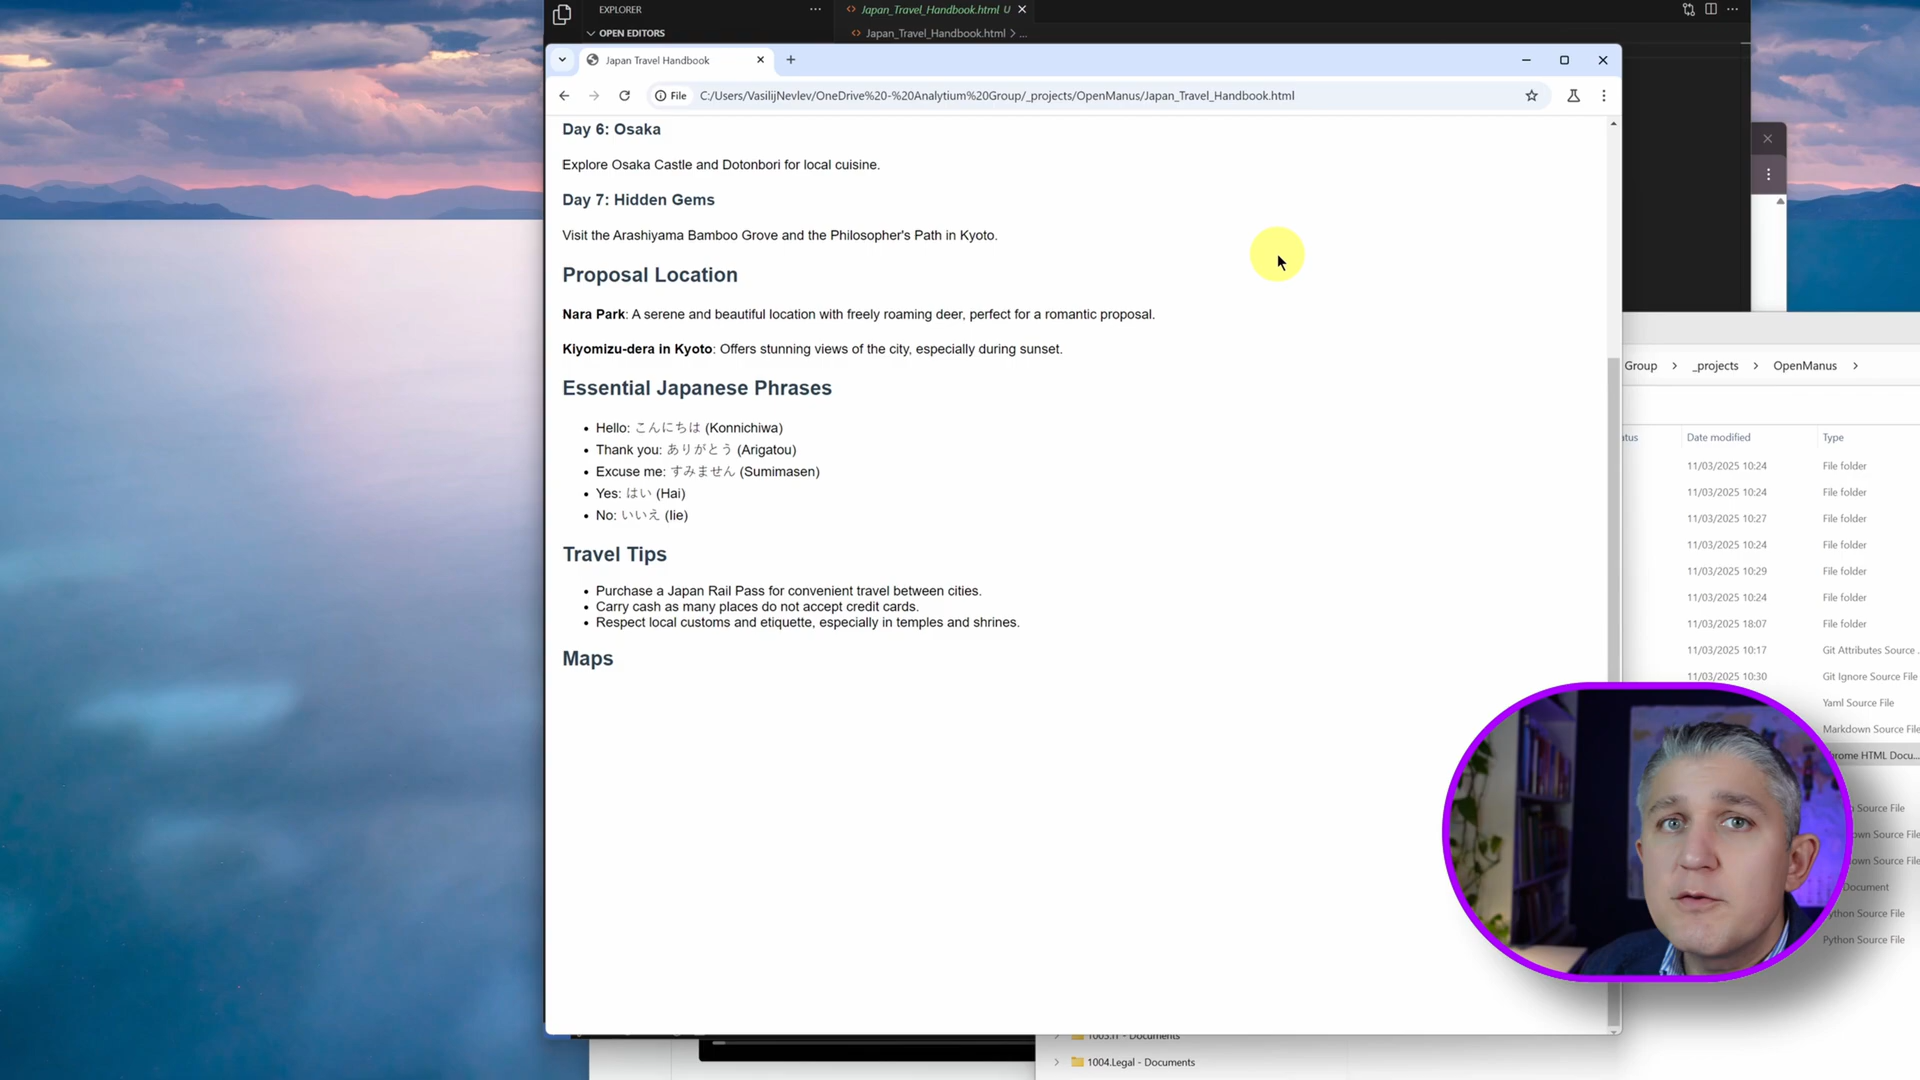 EXPLORER
Japan_Travel_Handbook.html U
OPEN EDITORS
Japan_Travel_Handbook.html > ...
Japan Travel Handbook
File
C:/Users/VasilijNevlev/OneDrive%20-%20Analytium%20Group/_projects/OpenManus/Japan_Travel_Handbook.html
Day 6: Osaka
Explore Osaka Castle and Dotonbori for local cuisine.
Day 7: Hidden Gems
Visit the Arashiyama Bamboo Grove and the Philosopher's Path in Kyoto.
Proposal Location
Nara Park: A serene and beautiful location with freely roaming deer, perfect for a romantic proposal.
Kiyomizu-dera in Kyoto: Offers stunning views of the city, especially during sunset.
Essential Japanese Phrases
Hello: こんにちは (Konnichiwa)
Thank you: ありがとう (Arigatou)
Excuse me: すみません (Sumimasen)
Yes: はい (Hai)
No: いいえ (Iie)
Travel Tips
Purchase a Japan Rail Pass for convenient travel between cities.
Carry cash as many places do not accept credit cards.
Respect local customs and etiquette, especially in temples and shrines.
Maps
Group > _projects > OpenManus >
Date modified Type
11/03/2025 10:24 File folder
11/03/2025 10:24 File folder
11/03/2025 10:27 File folder
11/03/2025 10:24 File folder
11/03/2025 10:29 File folder
11/03/2025 10:24 File folder
11/03/2025 18:07 File folder
11/03/2025 10:17 Git Attributes Source
11/03/2025 10:30 Git Ignore Source File
Yaml Source File
Markdown Source File
HTML Docu...
Source File
Source File
Source File
Document
Source File
Python Source File
1004.Legal - Documents